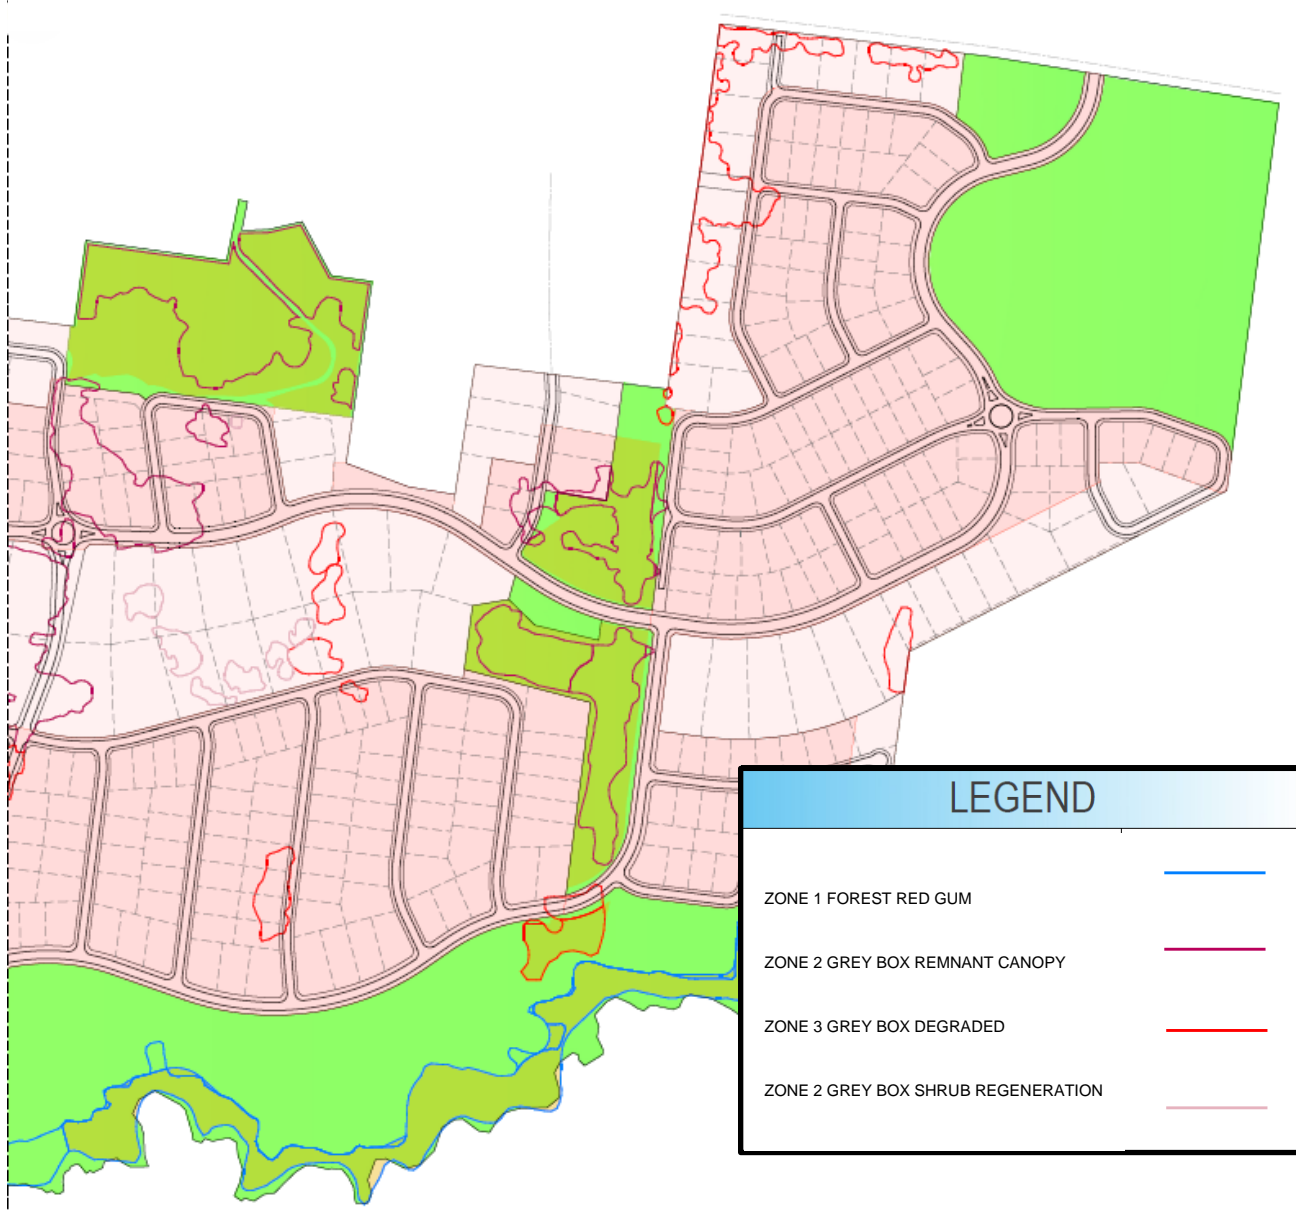 LEGEND
ZONE 1 FOREST RED GUM
ZONE 2 GREY BOX REMNANT CANOPY
ZONE 3 GREY BOX DEGRADED
ZONE 2 GREY BOX SHRUB REGENERATION